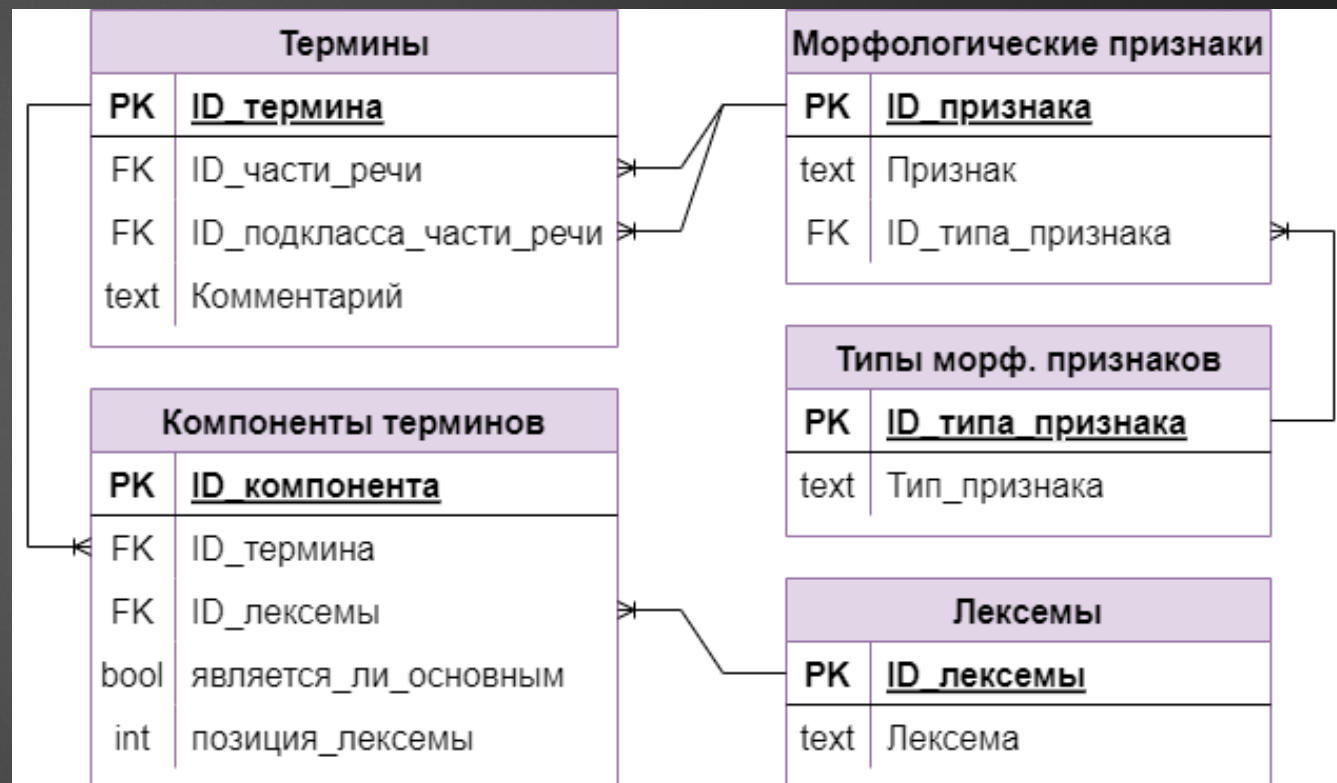 Термины
PK ID_термина
FK ID_части_речи
FK ID_подкласса_части_речи
text Комментарий
Морфологические признаки
PK ID_признака
text Признак
FK ID_типа_признака
Типы морф. признаков
PK ID_типа_признака
text Тип_признака
Компоненты терминов
PK ID_компонента
FK ID_термина
FK ID_лексемы
bool является_ли_основным
int позиция_лексемы
Лексемы
PK ID_лексемы
text Лексема